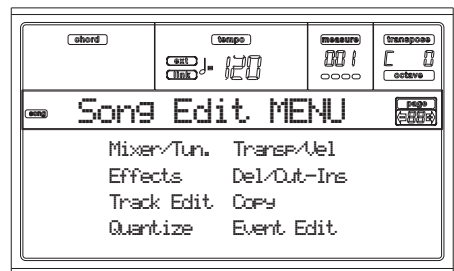 chord tempo measure transpose
ext link ♩= 120 001 C 0
octave
song Song Edit MENU page
Mixer/Tun. Transp/Vel
Effects Del/Cut-Ins
Track Edit Copy
Quantize Event Edit